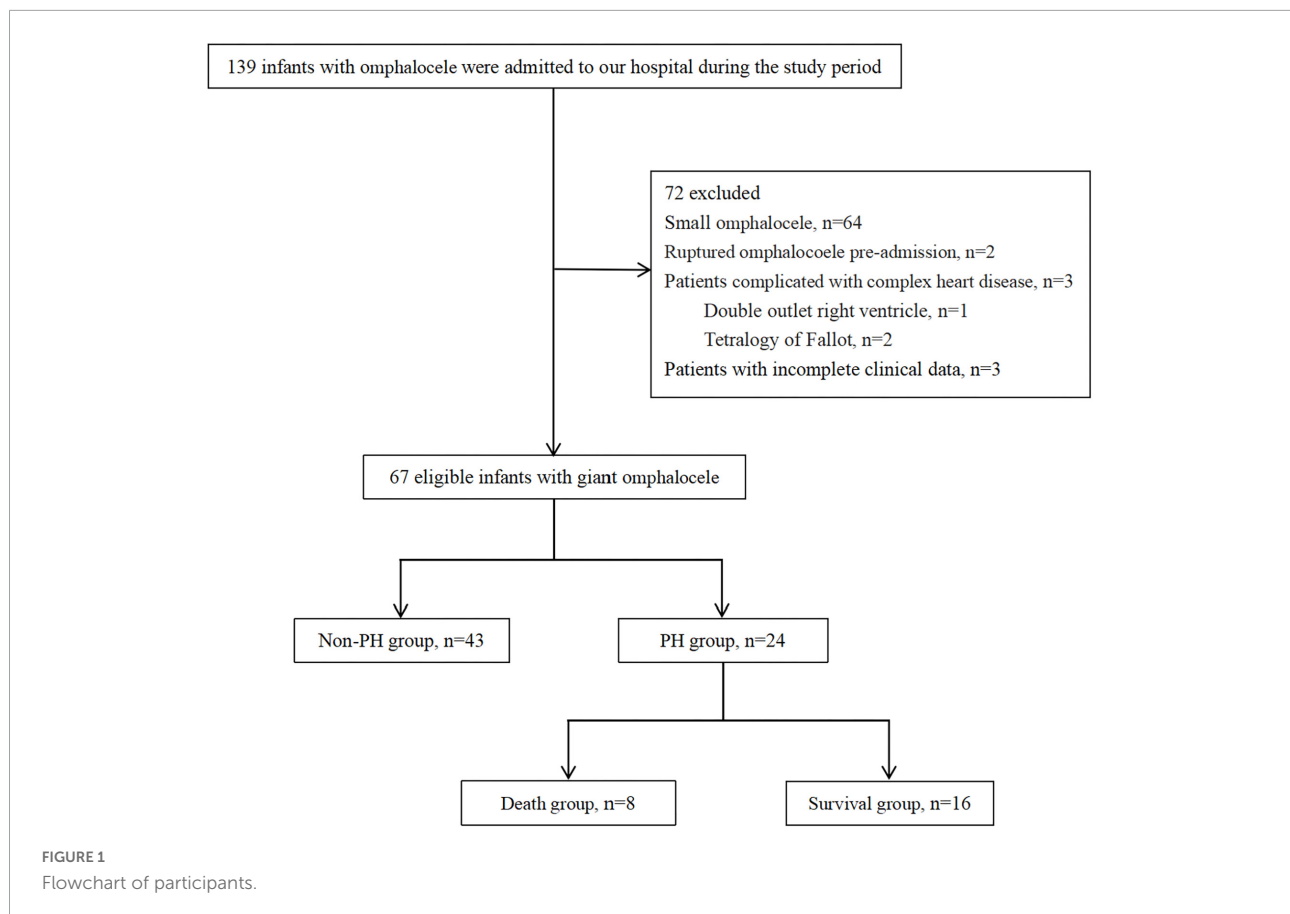 139 infants with omphalocele were admitted to our hospital during the study period
72 excluded
Small omphalocele, n=64
Ruptured omphalocoele pre-admission, n=2
Patients complicated with complex heart disease, n=3
Double outlet right ventricle, n=1
Tetralogy of Fallot, n=2
Patients with incomplete clinical data, n=3
67 eligible infants with giant omphalocele
Non-PH group, n=43
PH group, n=24
Death group, n=8
Survival group, n=16
FIGURE 1
Flowchart of participants.